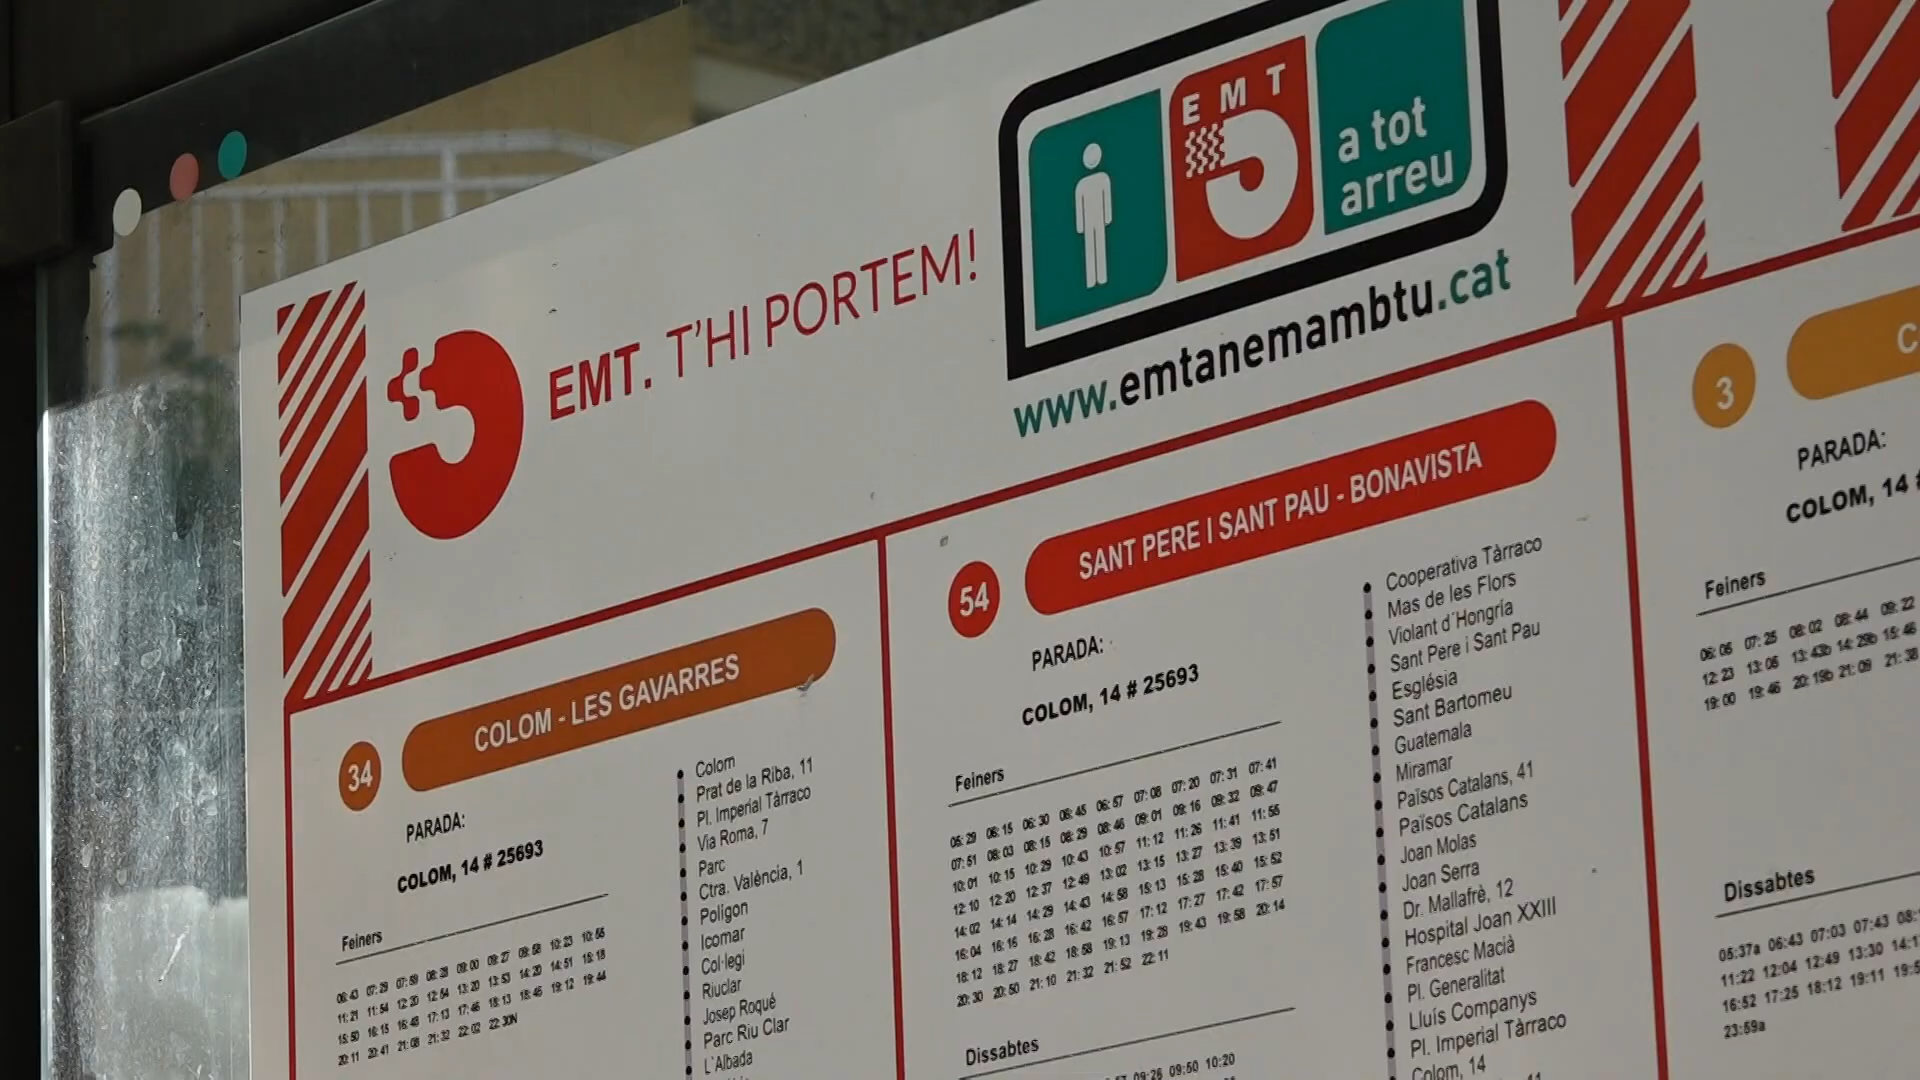 EMT. T'HI PORTEM!
EMT
a tot
arreu
www.emtanemambtu.cat
34
COLOM - LES GAVARRES
PARADA:
COLOM, 14 # 25693
Feiners
06:43 07:29 07:59 08:28 09:00 09:27 09:58 10:23 10:55
11:21 11:54 12:20 12:54 13:20 13:53 14:20 14:51 15:18
15:50 16:15 16:48 17:13 17:46 18:13 18:46 19:12 19:44
20:11 20:41 21:08 21:32 22:02 22:30N
Colom
Prat de la Riba, 11
Pl. Imperial Tàrraco
Via Roma, 7
Parc
Ctra. València, 1
Polígon
Icomar
Col·legi
Riuclar
Josep Roqué
Parc Riu Clar
L'Albada
54
SANT PERE I SANT PAU - BONAVISTA
PARADA:
COLOM, 14 # 25693
Feiners
05:29 06:15 06:30 06:45 06:57 07:08 07:20 07:31 07:41
07:51 08:03 08:15 08:29 08:46 09:01 09:16 09:32 09:47
10:01 10:15 10:29 10:43 10:57 11:12 11:26 11:41 11:55
12:10 12:20 12:37 12:49 13:02 13:15 13:27 13:39 13:51
14:02 14:14 14:29 14:43 14:58 15:13 15:28 15:40 15:52
16:04 16:16 16:28 16:42 16:57 17:12 17:27 17:42 17:57
18:12 18:27 18:42 18:58 19:13 19:28 19:43 19:58 20:14
20:30 20:50 21:10 21:32 21:52 22:11
Dissabtes
09:26 09:50 10:20
Cooperativa Tàrraco
Mas de les Flors
Violant d´Hongria
Sant Pere i Sant Pau
Església
Sant Bartomeu
Guatemala
Miramar
Països Catalans, 41
Països Catalans
Joan Molas
Joan Serra
Dr. Mallafrè, 12
Hospital Joan XXIII
Francesc Macià
Pl. Generalitat
Lluís Companys
Pl. Imperial Tàrraco
Colom, 14
3
C
PARADA:
COLOM, 14 #
Feiners
06:05 07:25 08:02 08:44 09:22
12:23 13:05 13:43b 14:29b 15:46
19:00 19:46 20:19b 21:09 21:38
Dissabtes
05:37a 06:43 07:03 07:43
11:22 12:04 12:49 13:30
16:52 17:25 18:12 19:11
23:59a